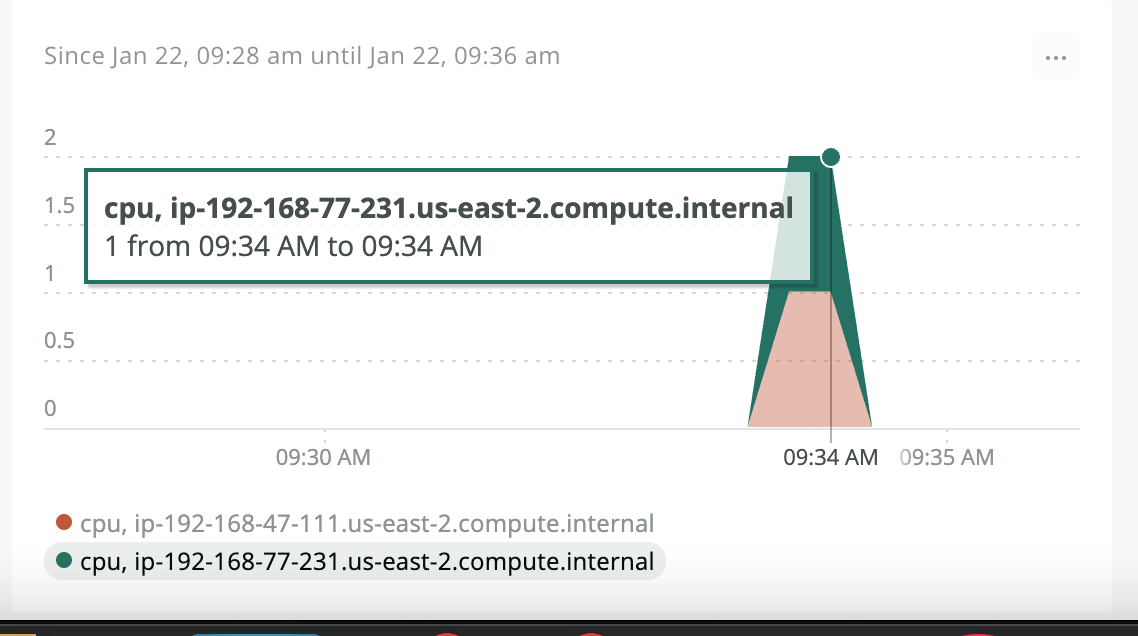 Since Jan 22, 09:28 am until Jan 22, 09:36 am
...
2
1.5
1
0.5
0
cpu, ip-192-168-77-231.us-east-2.compute.internal
1 from 09:34 AM to 09:34 AM
09:30 AM
09:34 AM
09:35 AM
cpu, ip-192-168-47-111.us-east-2.compute.internal
cpu, ip-192-168-77-231.us-east-2.compute.internal